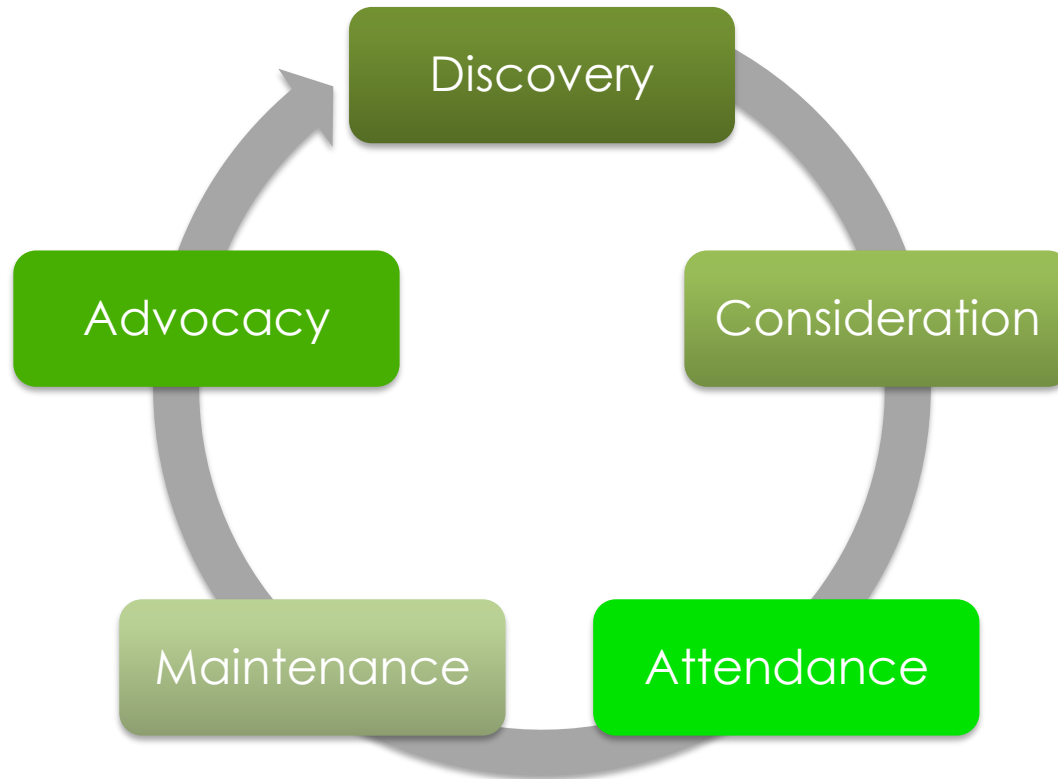 Discovery
Consideration
Attendance
Maintenance
Advocacy